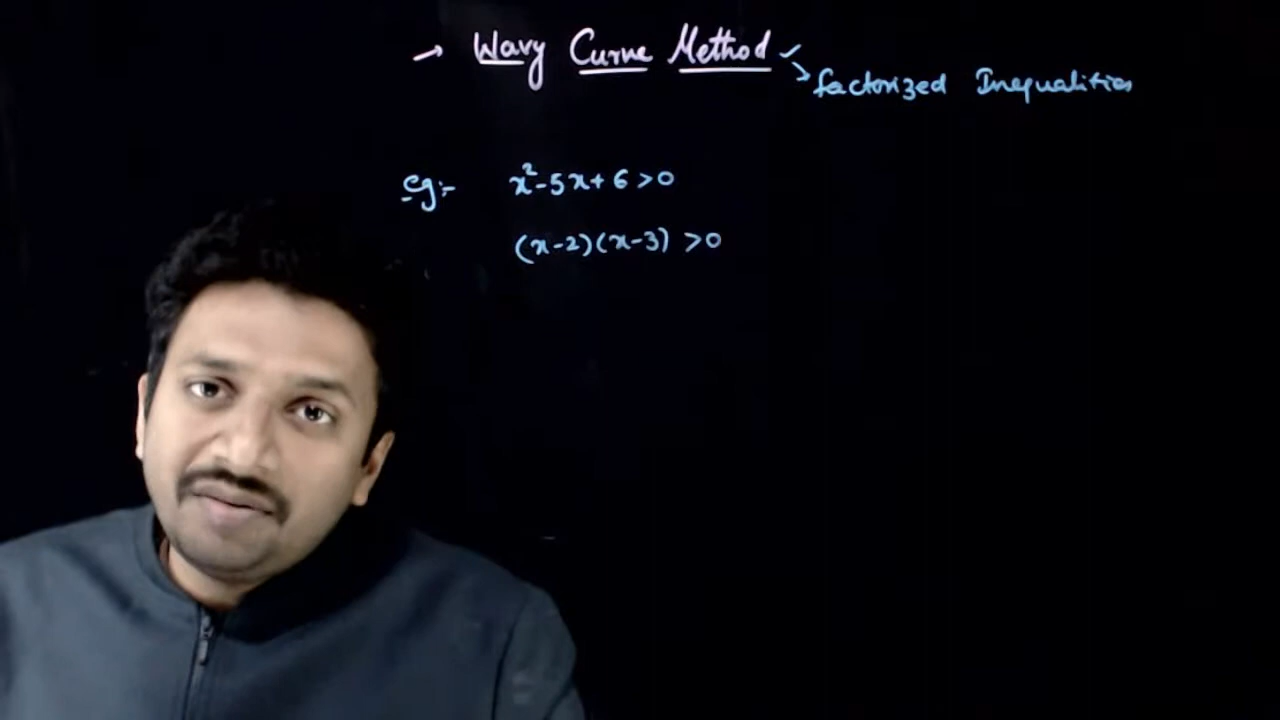 → Wavy Curve Method
factorized Inequalities
eg:- x²-5x+6>0
(x-2)(x-3) >0